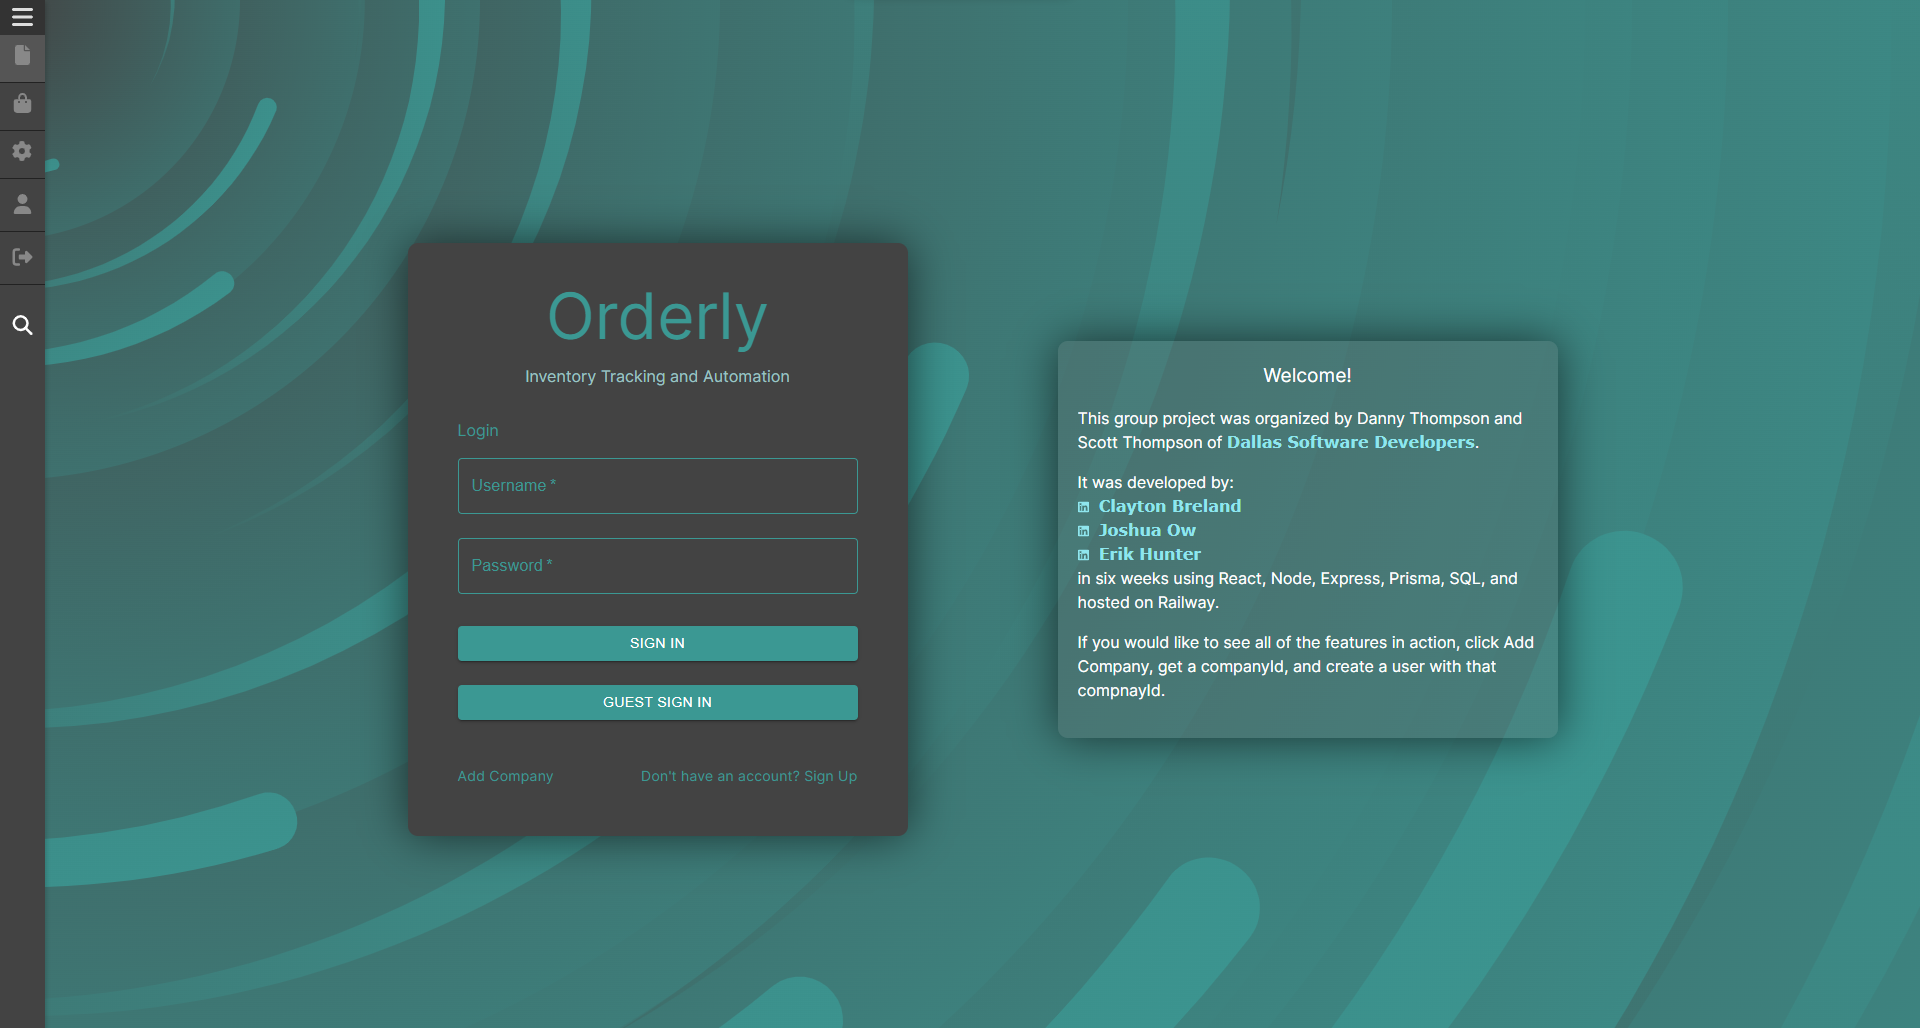 Orderly
Inventory Tracking and Automation
Login
Username *
Password *
SIGN IN
GUEST SIGN IN
Add Company
Don't have an account? Sign Up
Welcome!
This group project was organized by Danny Thompson and
Scott Thompson of Dallas Software Developers.
It was developed by:
in Clayton Breland
in Joshua Ow
in Erik Hunter
in six weeks using React, Node, Express, Prisma, SQL, and
hosted on Railway.
If you would like to see all of the features in action, click Add
Company, get a companyId, and create a user with that
compnayId.